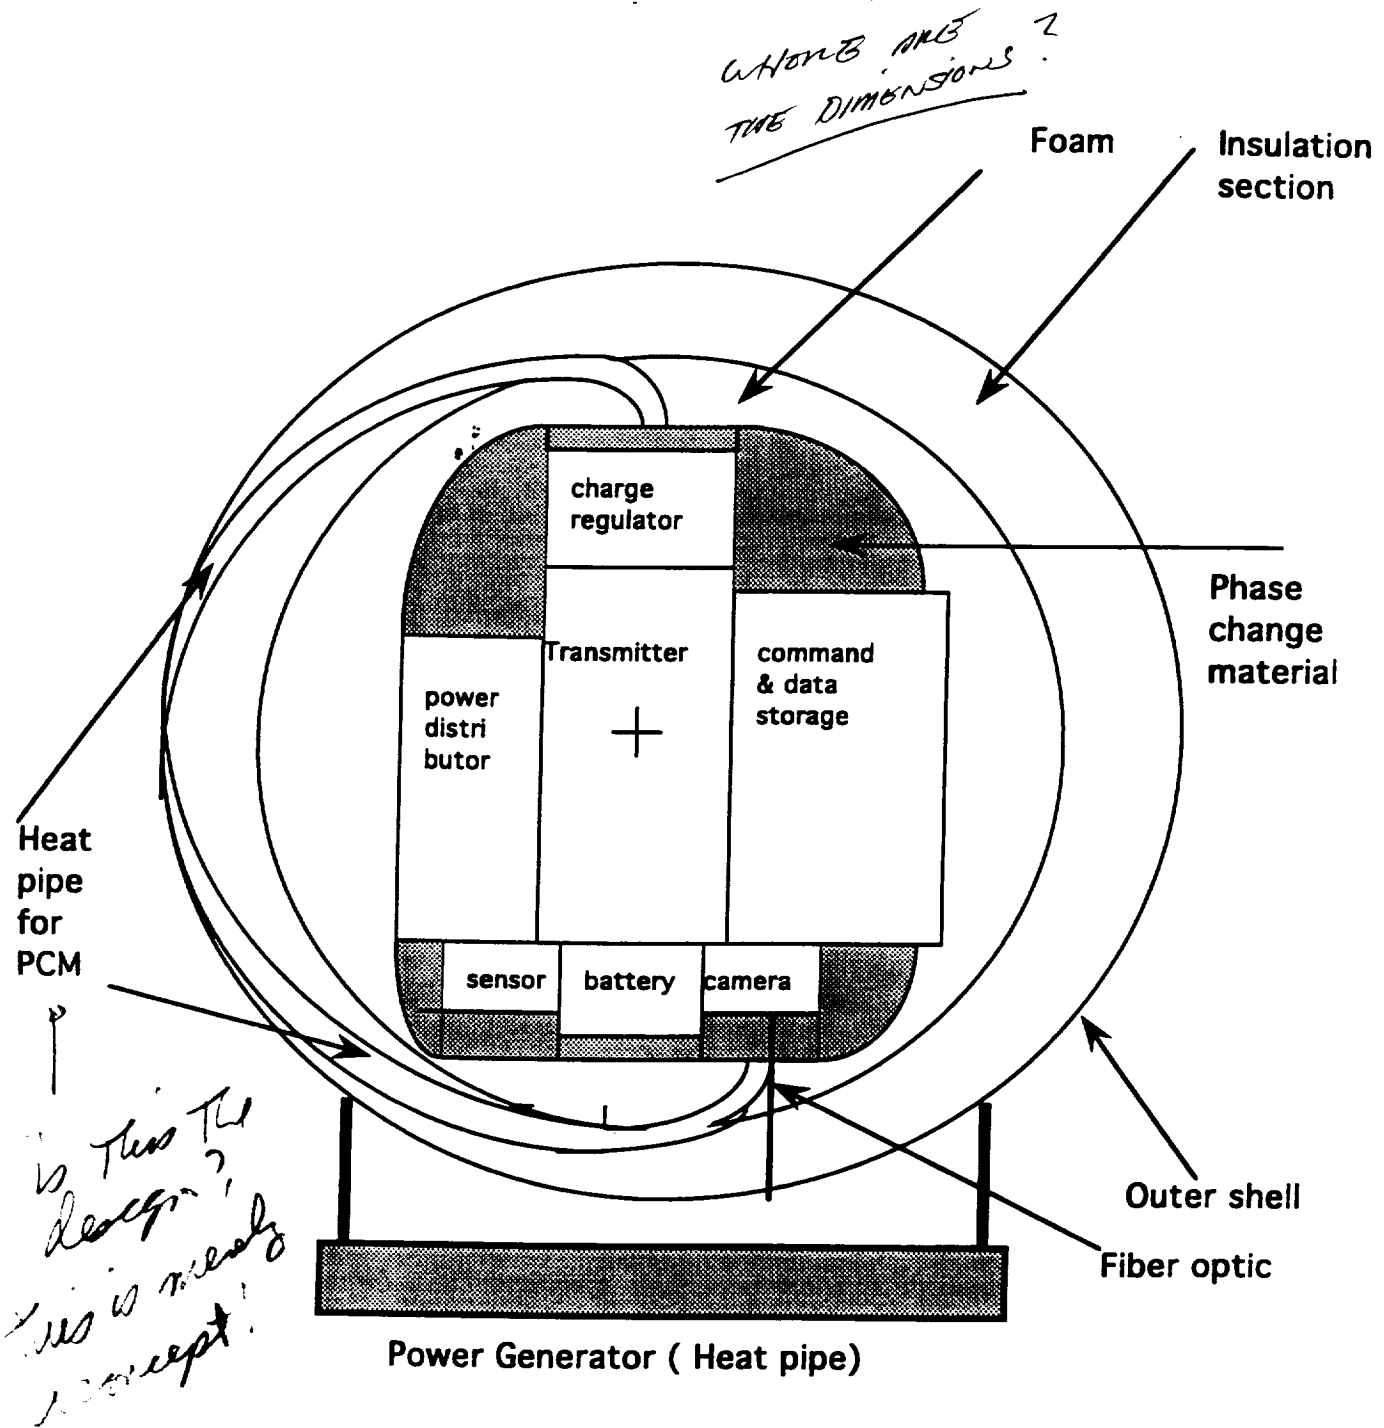 WHERE ARE
THE DIMENSIONS?
Foam
Insulation
section
charge
regulator
Phase
change
material
Transmitter
command
& data
storage
power
distri
butor
Heat
pipe
for
PCM
sensor
battery
camera
is This The
design?
This is merely
concept!
Outer shell
Fiber optic
Power Generator ( Heat pipe)